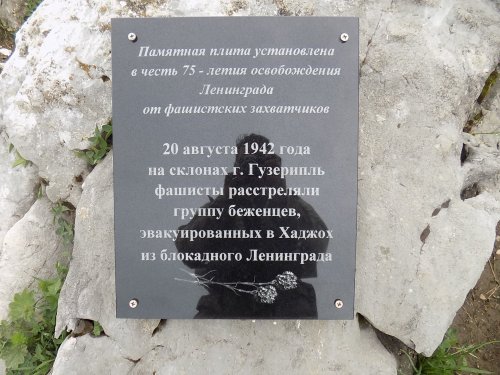 Памятная плита установлена
в честь 75 - летия освобождения
Ленинграда
от фашистских захватчиков
20 августа 1942 года
на склонах г. Гузерипль
фашисты расстреляли
группу беженцев,
эвакуированных в Хаджох
из блокадного Ленинграда